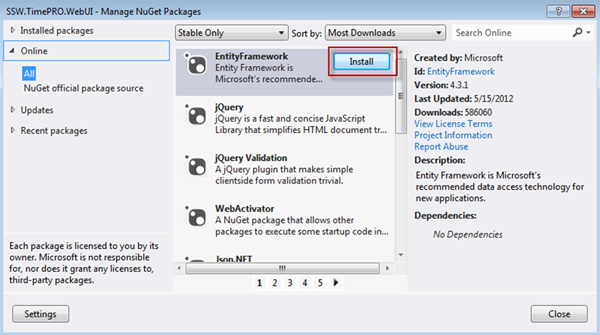 SSW.TimePRO.WebUI - Manage NuGet Packages
Installed packages
Online
All
NuGet official package source
Updates
Recent packages
Each package is licensed to you by its
owner. Microsoft is not responsible
for, nor does it grant any licenses to,
third-party packages.
Settings
Stable Only
Sort by:
Most Downloads
EntityFramework
Entity Framework is
Microsoft's recommende...
Install
jQuery
jQuery is a fast and concise JavaScript
Library that simplifies HTML document tr...
jQuery Validation
A jQuery plugin that makes simple
clientside form validation trivial.
WebActivator
A NuGet package that allows other
packages to execute some startup code in...
Json.NET
1 2 3 4 5
Search Online
Created by: Microsoft
Id: EntityFramework
Version: 4.3.1
Last Updated: 5/15/2012
Downloads: 586060
View License Terms
Project Information
Report Abuse
Description:
Entity Framework is Microsoft's
recommended data access technology for
new applications.
Dependencies:
No Dependencies
Close